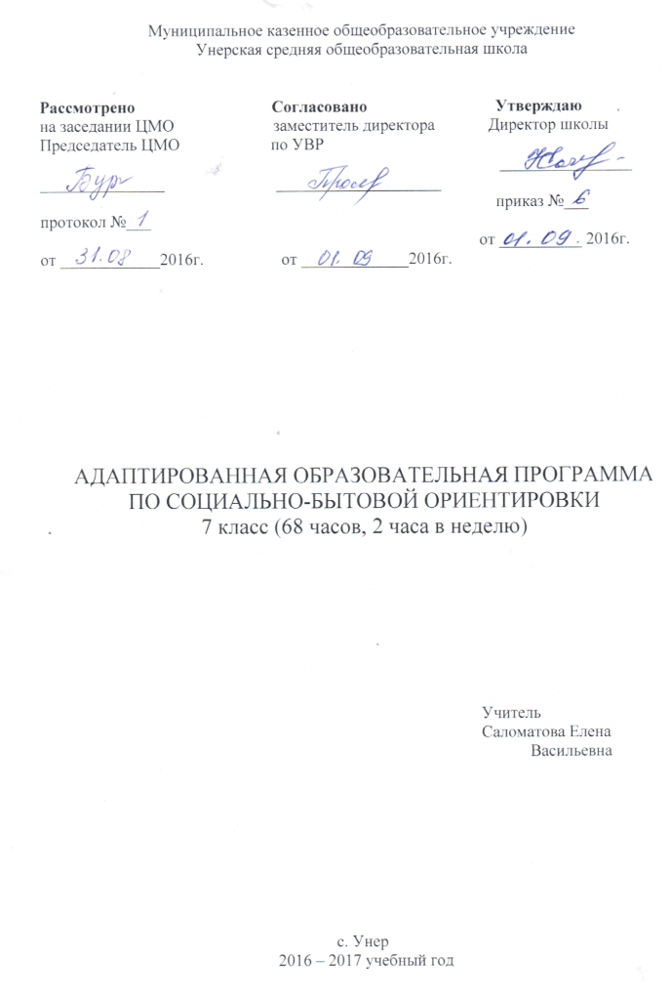 Муниципальное казенное общеобразовательное учреждение
Унерская средняя общеобразовательная школа
Рассмотрено
на заседании ЦМО
Председатель ЦМО
протокол № 1
от 31.08 2016г.
Согласовано
заместитель директора
по УВР
от 01.09 2016г.
Утверждаю
Директор школы
приказ № 6
от 01.09. 2016г.
АДАПТИРОВАННАЯ ОБРАЗОВАТЕЛЬНАЯ ПРОГРАММА
ПО СОЦИАЛЬНО-БЫТОВОЙ ОРИЕНТИРОВКИ
7 класс (68 часов, 2 часа в неделю)
Учитель
Саломатова Елена
Васильевна
с. Унер
2016 – 2017 учебный год